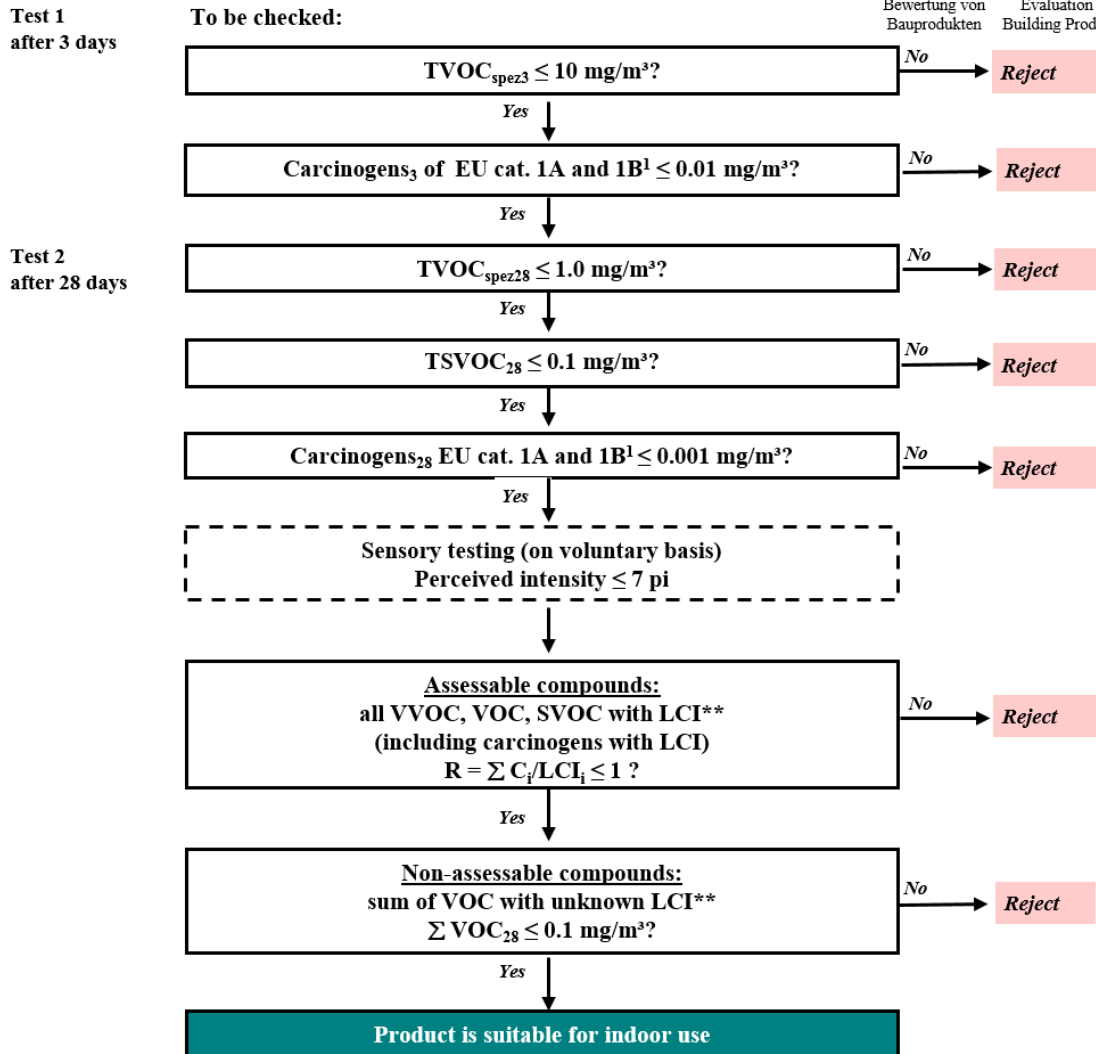 Test 1
after 3 days
To be checked:
Bewertung von
Bauprodukten
Evaluation
Building Prod
TVOCspez3 ≤ 10 mg/m³?
No
Reject
Yes
Carcinogens3 of EU cat. 1A and 1B¹ ≤ 0.01 mg/m³?
No
Reject
Yes
Test 2
after 28 days
TVOCspez28 ≤ 1.0 mg/m³?
No
Reject
Yes
TSVOC28 ≤ 0.1 mg/m³?
No
Reject
Yes
Carcinogens28 EU cat. 1A and 1B¹ ≤ 0.001 mg/m³?
No
Reject
Yes
Sensory testing (on voluntary basis)
Perceived intensity ≤ 7 pi
Assessable compounds:
all VVOC, VOC, SVOC with LCI**
(including carcinogens with LCI)
R = Σ Ci/LCIi ≤ 1 ?
No
Reject
Yes
Non-assessable compounds:
sum of VOC with unknown LCI**
Σ VOC28 ≤ 0.1 mg/m³?
No
Reject
Yes
Product is suitable for indoor use